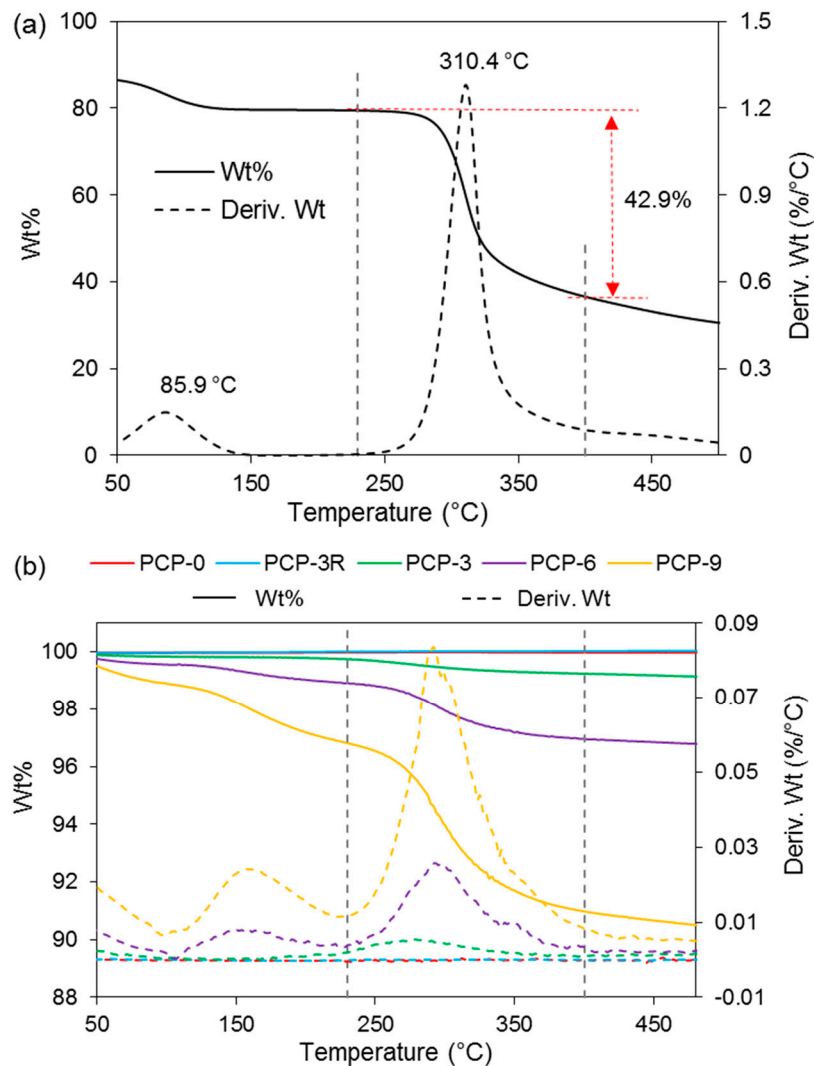 (a)
100
80
60
40
20
0
Wt%
1.5
1.2
0.9
0.6
0.3
0
Deriv. Wt (%/°C)
310.4 °C
Wt%
Deriv. Wt
42.9%
85.9 °C
50 150 250 350 450
Temperature (°C)
(b)
PCP-0 PCP-3R PCP-3 PCP-6 PCP-9
Wt% Deriv. Wt
100
98
96
94
92
90
88
Wt%
0.09
0.07
0.05
0.03
0.01
-0.01
Deriv. Wt (%/°C)
50 150 250 350 450
Temperature (°C)